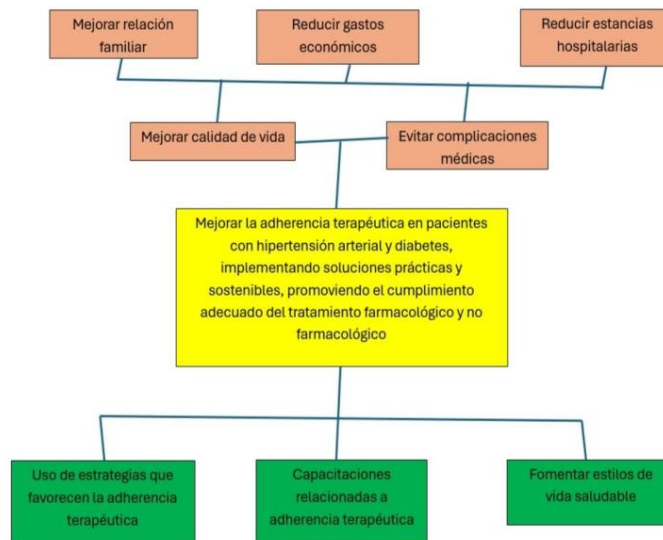 Mejorar relación
familiar
Reducir gastos
económicos
Reducir estancias
hospitalarias
Mejorar calidad de vida
Evitar complicaciones
médicas
Mejorar la adherencia terapéutica en pacientes
con hipertensión arterial y diabetes,
implementando soluciones prácticas y
sostenibles, promoviendo el cumplimiento
adecuado del tratamiento farmacológico y no
farmacológico
Uso de estrategias que
favorecen la adherencia
terapéutica
Capacitaciones
relacionadas a
adherencia terapéutica
Fomentar estilos de
vida saludable